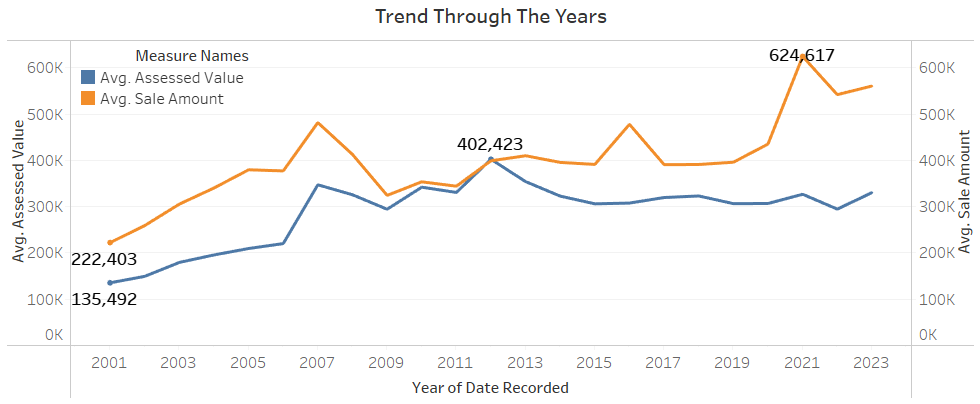 Trend Through The Years
Measure Names
Avg. Assessed Value
Avg. Sale Amount
Avg. Assessed Value
600K
500K
400K
300K
200K
100K
0K
222,403
135,492
402,423
624,617
600K
500K
400K
300K
200K
100K
0K
Avg. Sale Amount
2001 2003 2005 2007 2009 2011 2013 2015 2017 2019 2021 2023
Year of Date Recorded